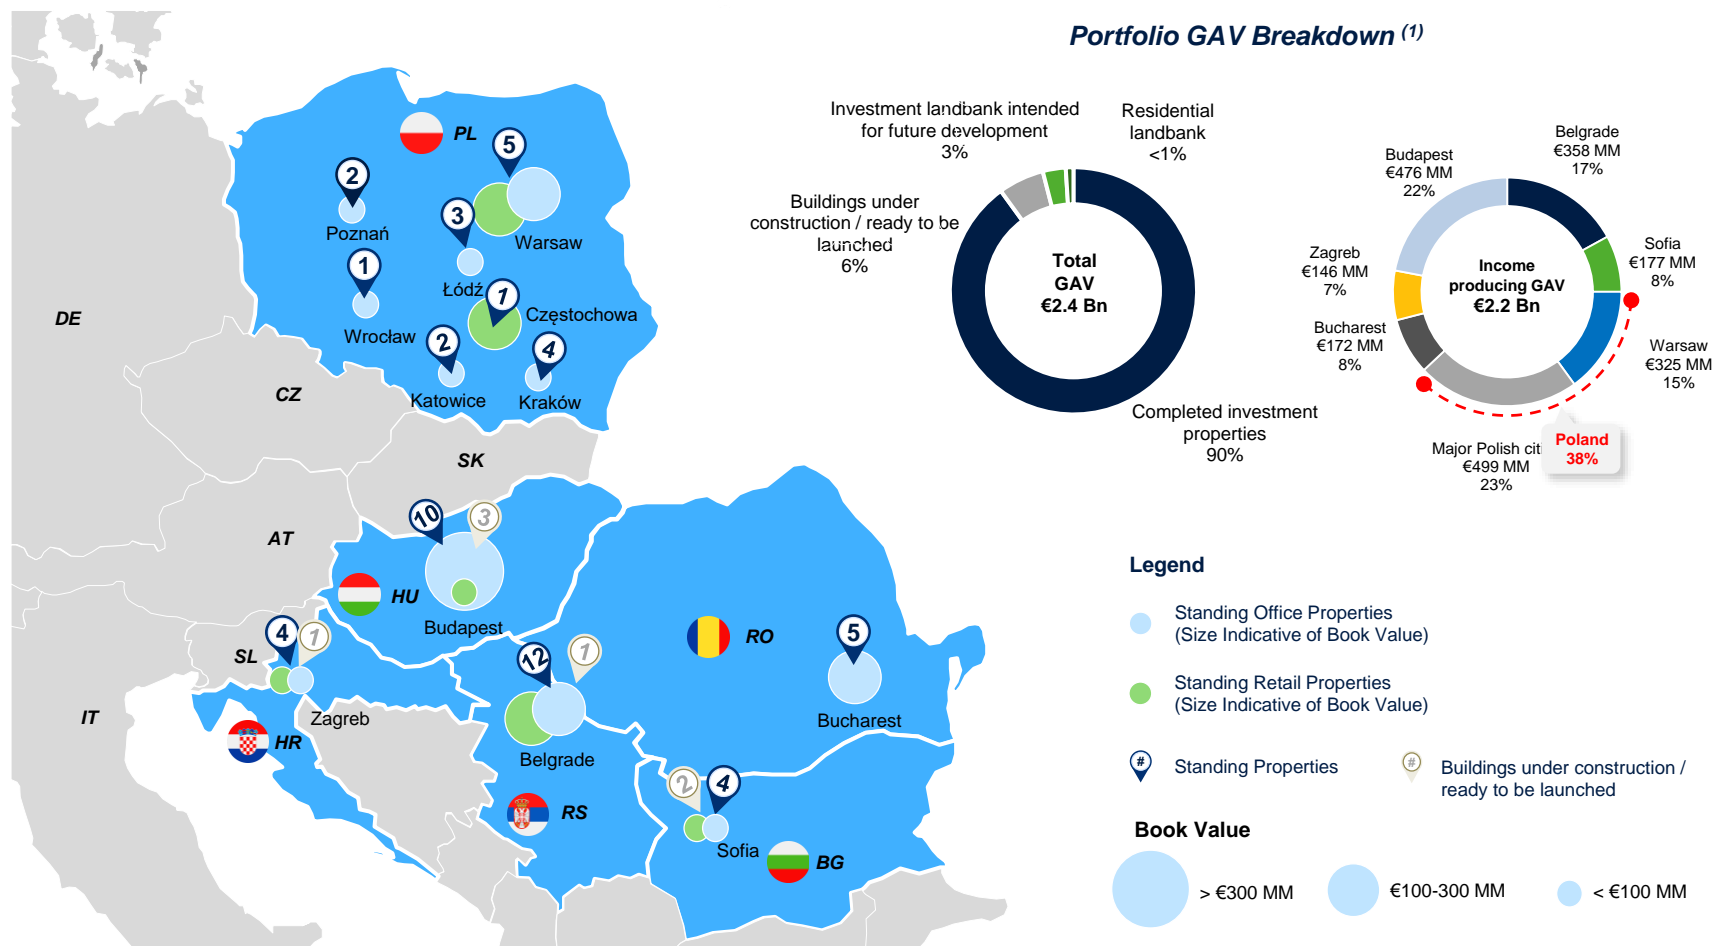 Portfolio GAV Breakdown (1)
PL
5
2
3
Poznań
Warsaw
1
Łódź
1
Częstochowa
Wrocław
2
4
Katowice
Kraków
DE
CZ
SK
AT
10
3
HU
Budapest
SL
4
1
Zagreb
HR
IT
12
1
Belgrade
RS
RO
5
Bucharest
2
4
Sofia
BG
Investment landbank intended
for future development
3%
Residential
landbank
<1%
Buildings under
construction / ready to be
launched
6%
Total
GAV
€2.4 Bn
Completed investment
properties
90%
Belgrade
€358 MM
17%
Budapest
€476 MM
22%
Sofia
€177 MM
8%
Zagreb
€146 MM
7%
Income
producing GAV
€2.2 Bn
Bucharest
€172 MM
8%
Warsaw
€325 MM
15%
Major Polish cit
€499 MM
23%
Poland
38%
Legend
Standing Office Properties
(Size Indicative of Book Value)
Standing Retail Properties
(Size Indicative of Book Value)
#
Standing Properties
#
Buildings under construction /
ready to be launched
Book Value
> €300 MM
€100-300 MM
< €100 MM